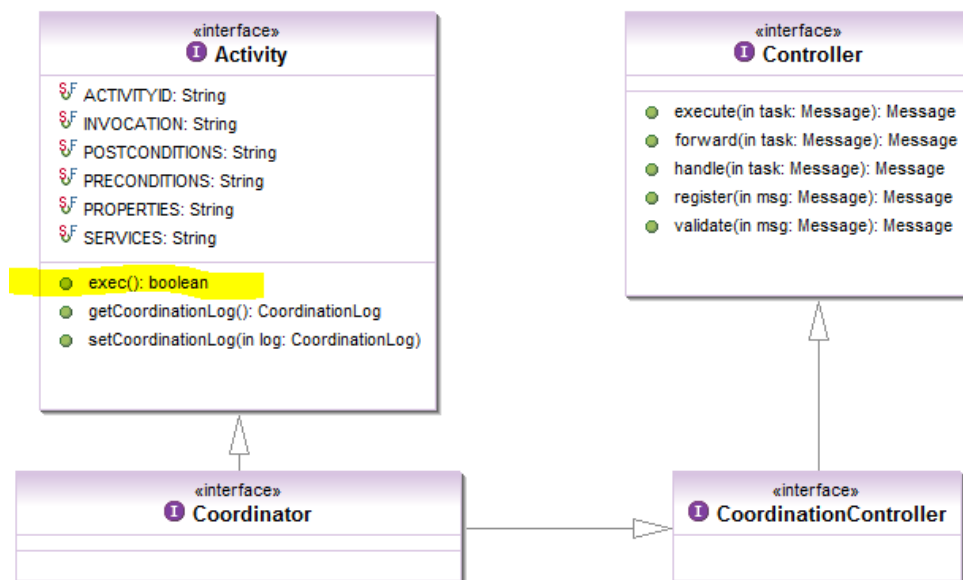 «interface»
I Activity
S F ACTIVITYID: String
S F INVOCATION: String
S F POSTCONDITIONS: String
S F PRECONDITIONS: String
S F PROPERTIES: String
S F SERVICES: String
exec(): boolean
getCoordinationLog(): CoordinationLog
setCoordinationLog(in log: CoordinationLog)
«interface»
I Controller
execute(in task: Message): Message
forward(in task: Message): Message
handle(in task: Message): Message
register(in msg: Message): Message
validate(in msg: Message): Message
«interface»
I Coordinator
«interface»
I CoordinationController